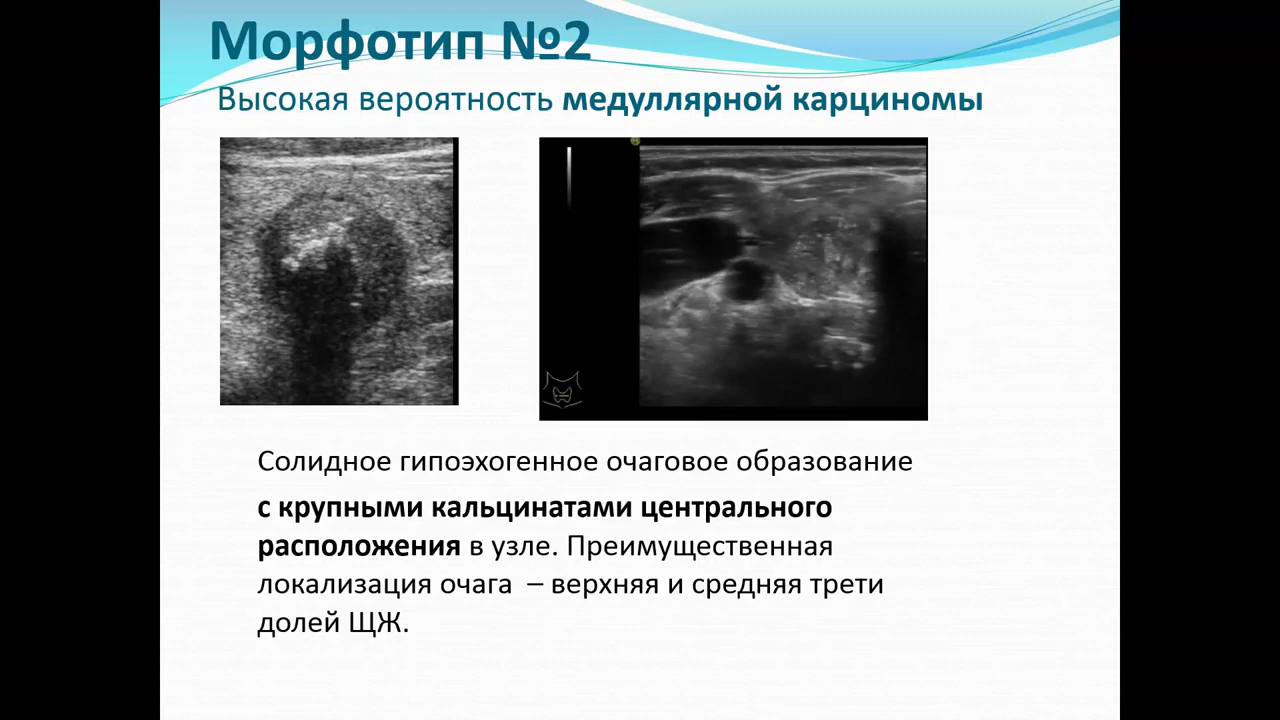 Морфотип №2
Высокая вероятность медуллярной карциномы
Солидное гипоэхогенное очаговое образование
с крупными кальцинатами центрального
расположения в узле. Преимущественная
локализация очага – верхняя и средняя трети
долей ЩЖ.